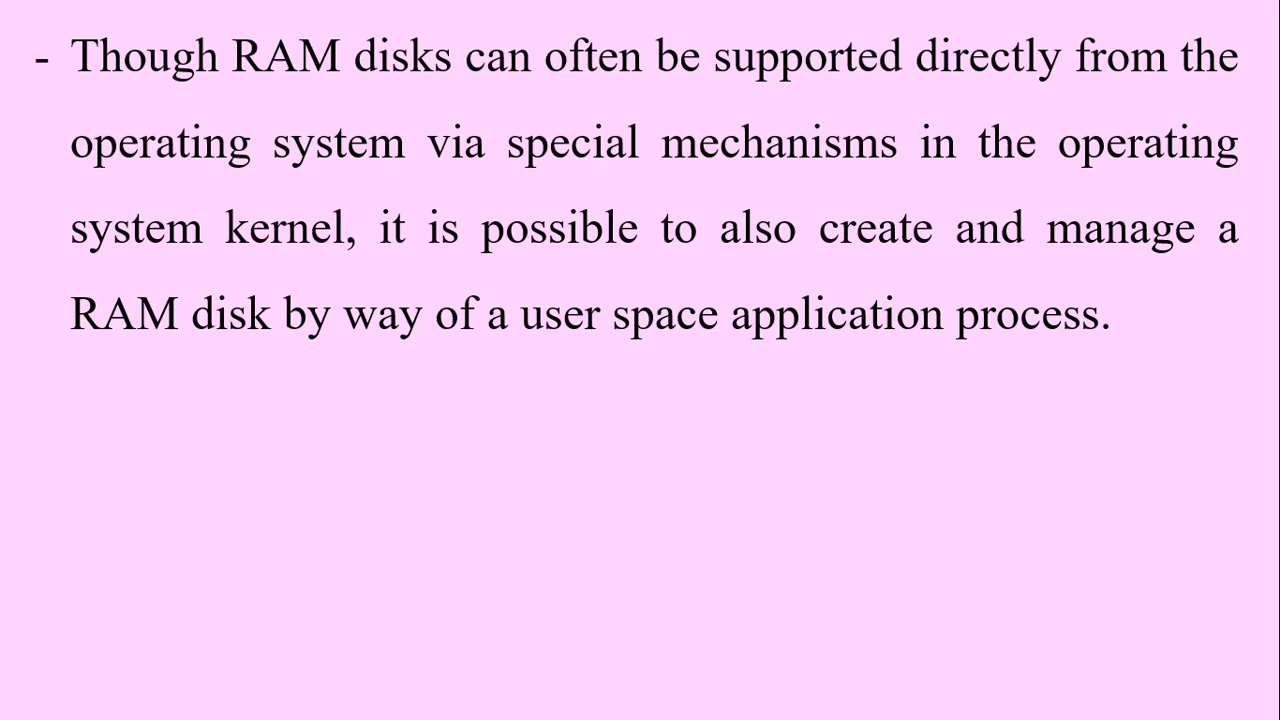 - Though RAM disks can often be supported directly from the
operating system via special mechanisms in the operating
system kernel, it is possible to also create and manage a
RAM disk by way of a user space application process.